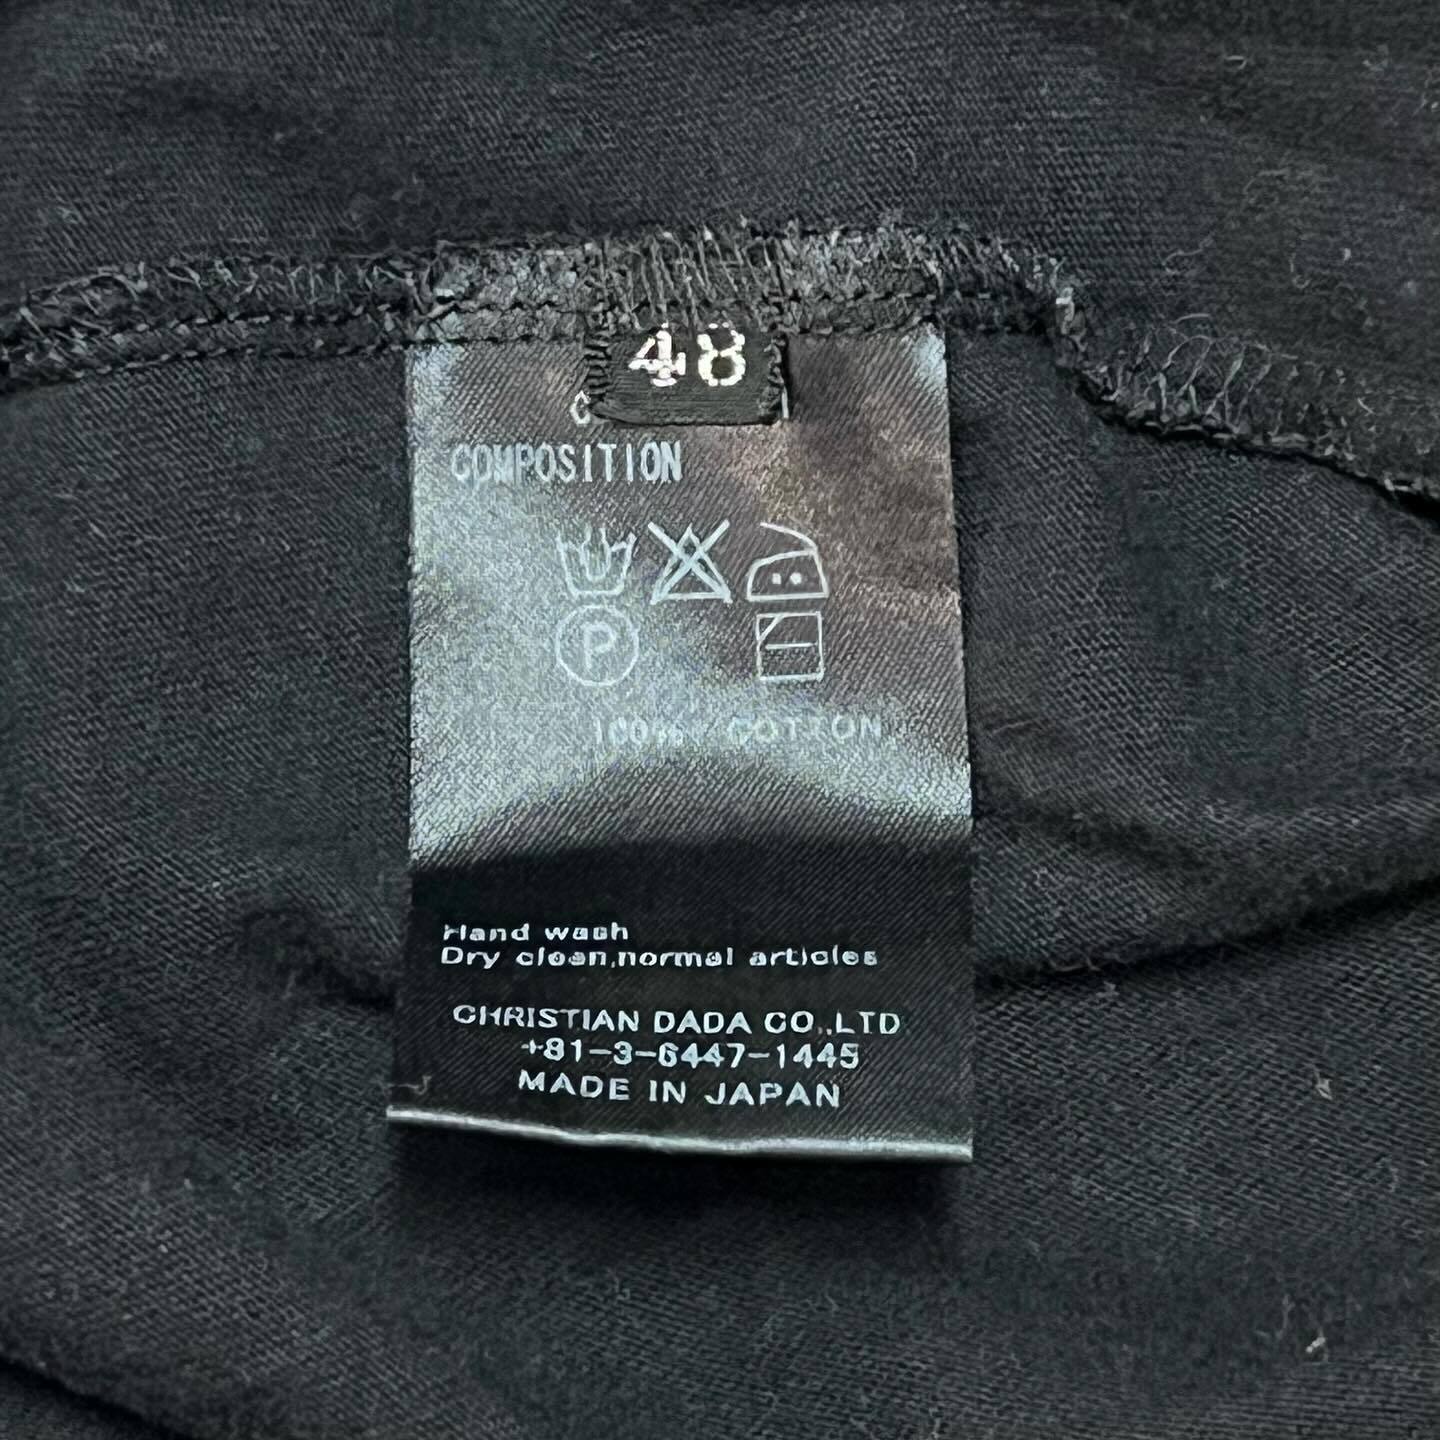 48
COMPOSITION
P
100% COTTON
Hand wash
Dry clean,normal articles
CHRISTIAN DADA CO.,LTD
+81-3-6447-1445
MADE IN JAPAN